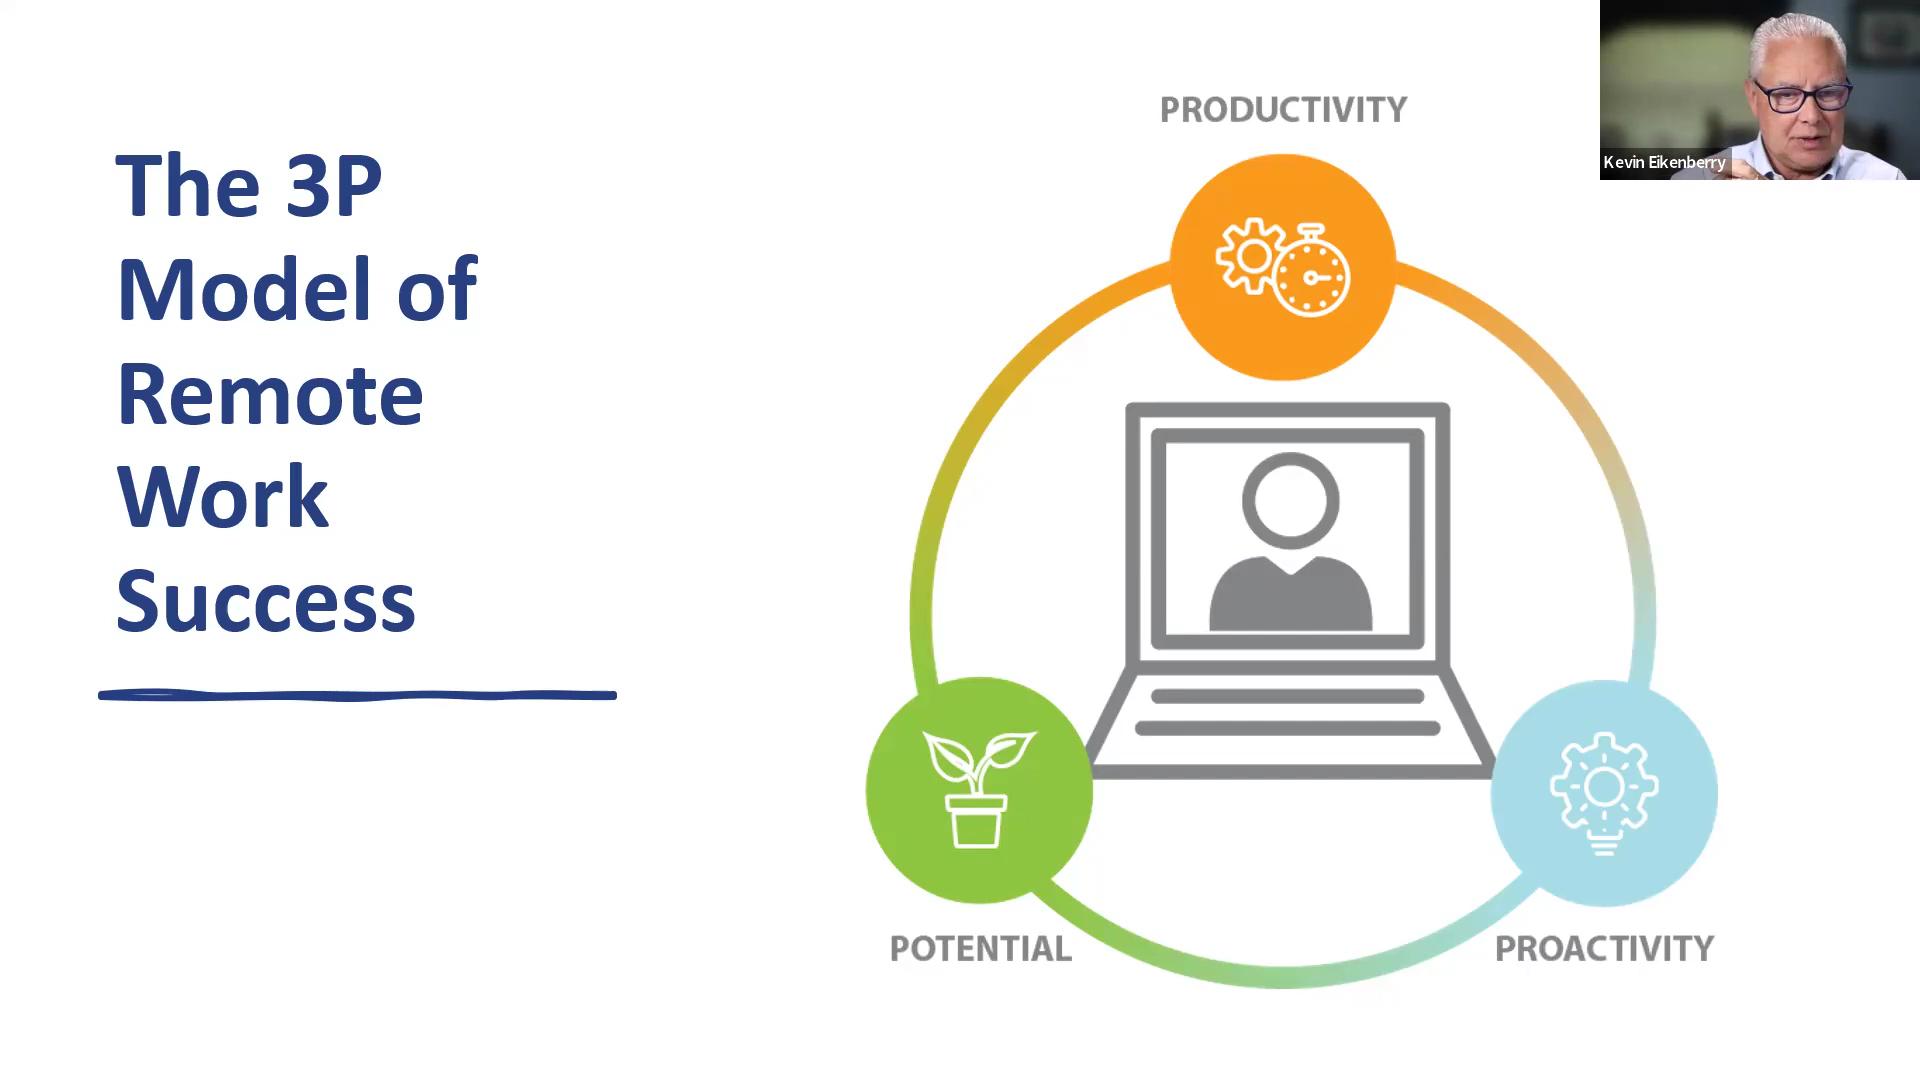 The 3P
Model of
Remote
Work
Success
PRODUCTIVITY
POTENTIAL
PROACTIVITY
Kevin Eikenberry